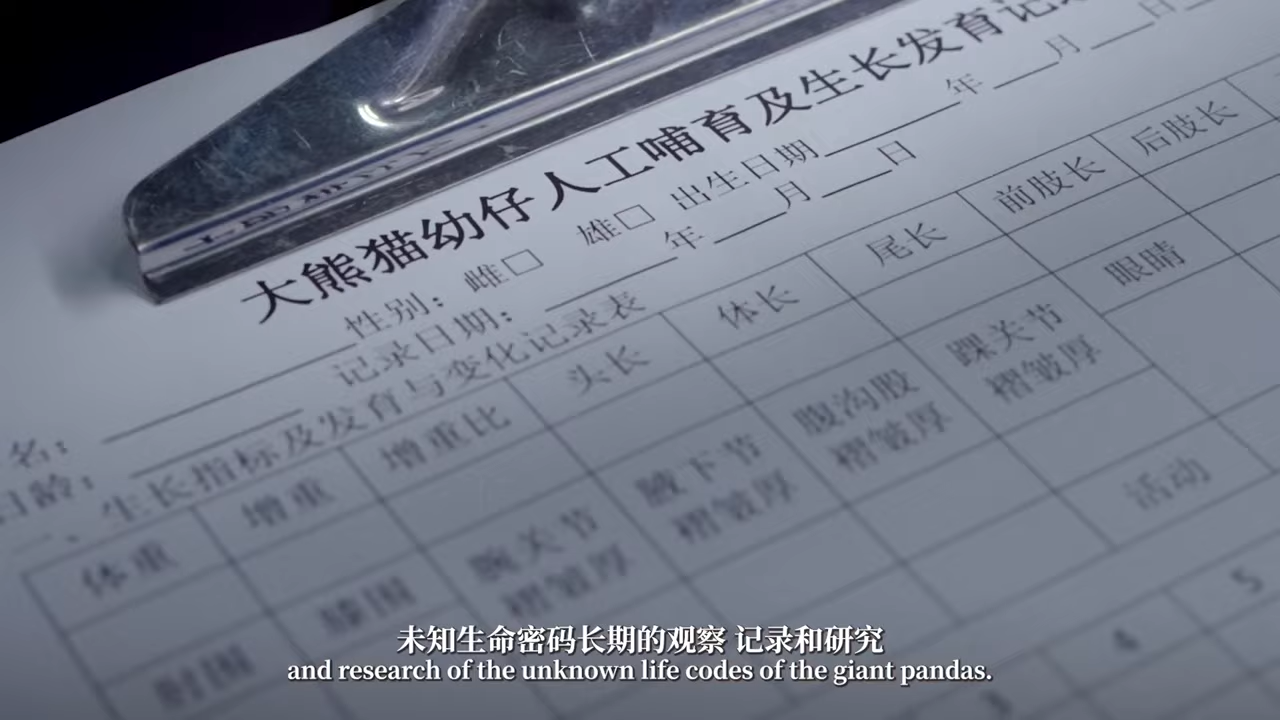 大熊猫幼仔人工哺育及生长发育记录
名： 性别：雌□ 雄□ 出生日期 年 月 日
日龄： 记录日期： 年 月 日
一、生长指标及发育与变化记录表
体重 增重 增重比 头长 体长 尾长 前肢长 后肢长
腕关节褶皱厚 腋下节褶皱厚 腹沟股褶皱厚 踝关节褶皱厚 眼睛
活动
3 4 5
未知生命密码长期的观察 记录和研究
and research of the unknown life codes of the giant pandas.